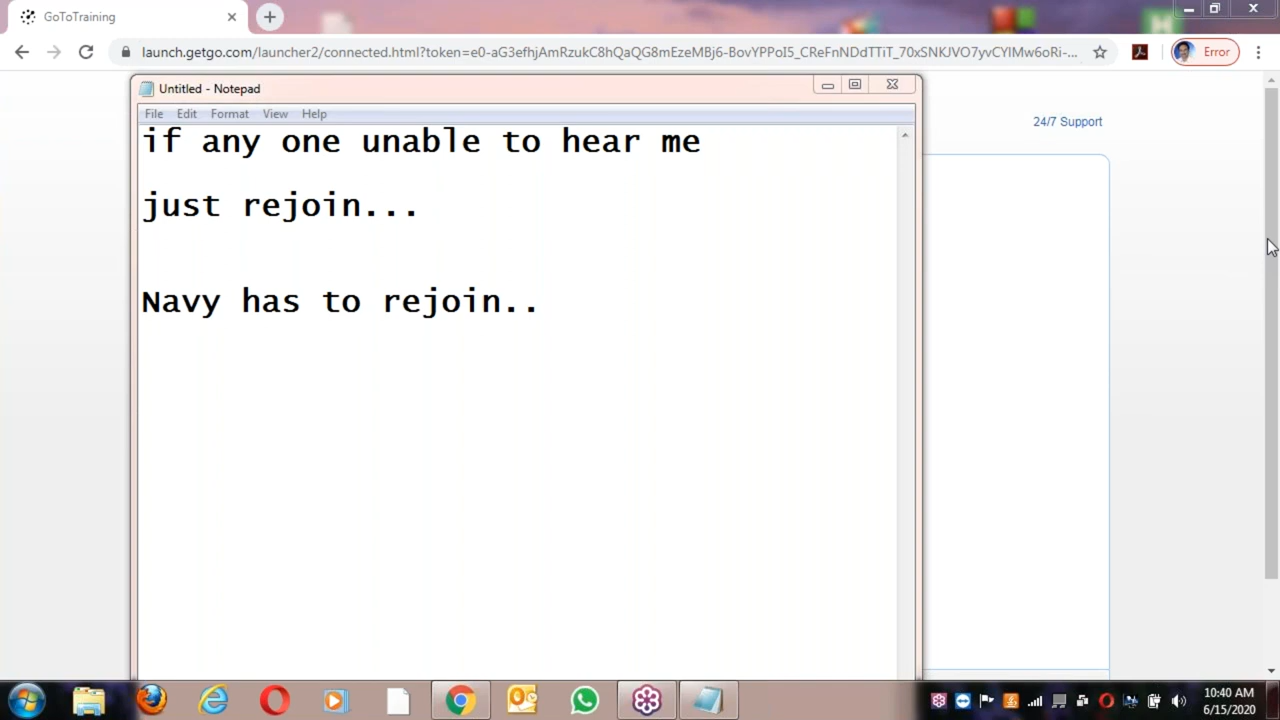 GoToTraining
launch.getgo.com/launcher2/connected.html?token=e0-aG3efhjAmRzukC8hQaQG8mEzeMBj6-BovYPPoI5_CReFnNDdTTiT_70xSNKJVO7yvCYlMw6oRi-...
Error
Untitled - Notepad
File Edit Format View Help
24/7 Support
if any one unable to hear me
just rejoin...
Navy has to rejoin..
10:40 AM
6/15/2020